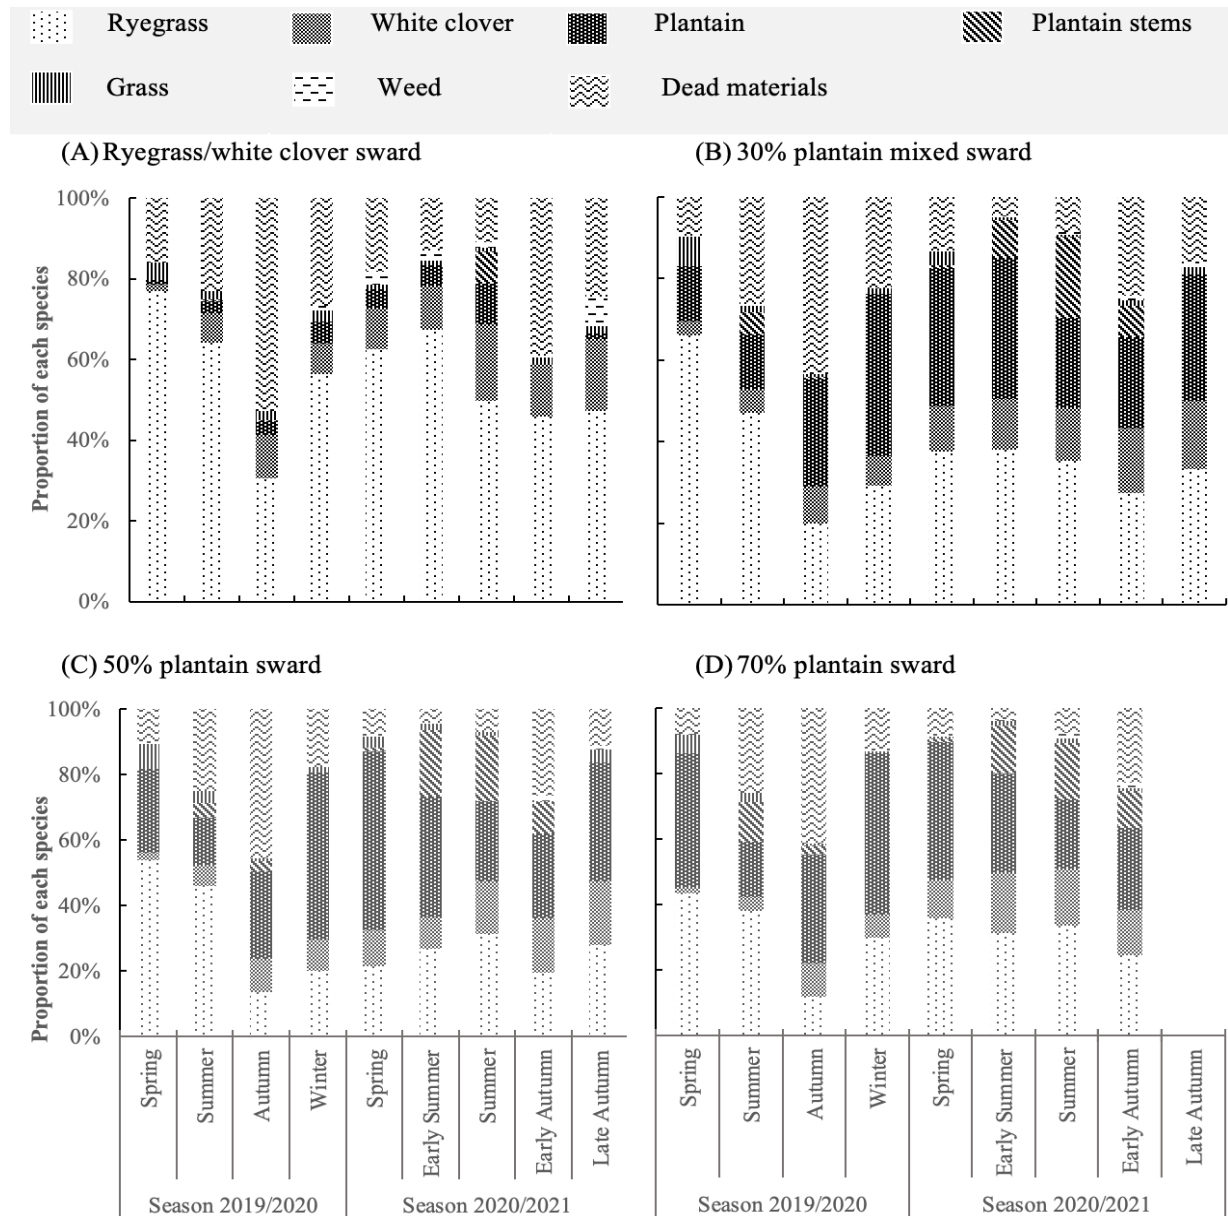 Ryegrass White clover Plantain Plantain stems
Grass Weed Dead materials
(A) Ryegrass/white clover sward (B) 30% plantain mixed sward
100%
80%
60%
40%
20%
0%
Proportion of each species
(C) 50% plantain sward (D) 70% plantain sward
100%
80%
60%
40%
20%
0%
Proportion of each species
Spring Summer Autumn Winter Spring Early Summer Summer Early Autumn Late Autumn
Season 2019/2020 Season 2020/2021
Spring Summer Autumn Winter Spring Early Summer Summer Early Autumn Late Autumn
Season 2019/2020 Season 2020/2021